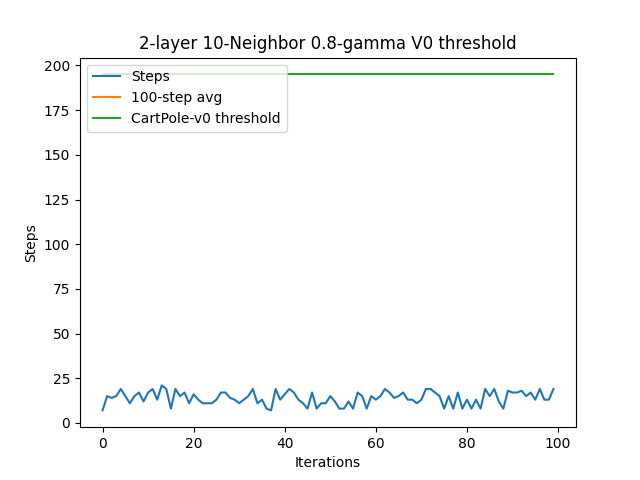 2-layer 10-Neighbor 0.8-gamma V0 threshold
200
175
150
125
100
75
50
25
0
Steps
Steps
100-step avg
CartPole-v0 threshold
0 20 40 60 80 100
Iterations